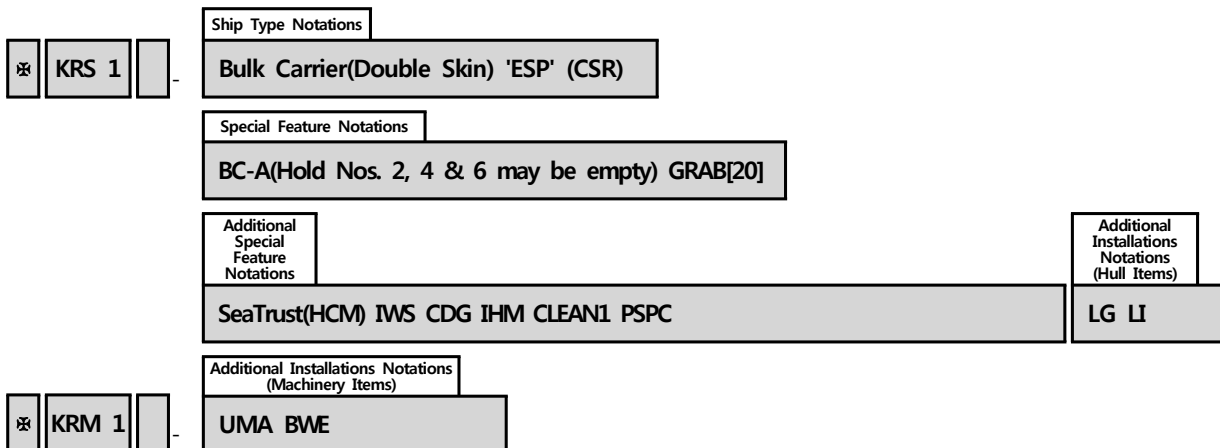 Ship Type Notations
✠ KRS 1 - Bulk Carrier(Double Skin) 'ESP' (CSR)
Special Feature Notations
BC-A(Hold Nos. 2, 4 & 6 may be empty) GRAB[20]
Additional
Special
Feature
Notations
SeaTrust(HCM) IWS CDG IHM CLEAN1 PSPC
Additional
Installations
Notations
(Hull Items)
LG LI
Additional Installations Notations
(Machinery Items)
✠ KRM 1 - UMA BWE